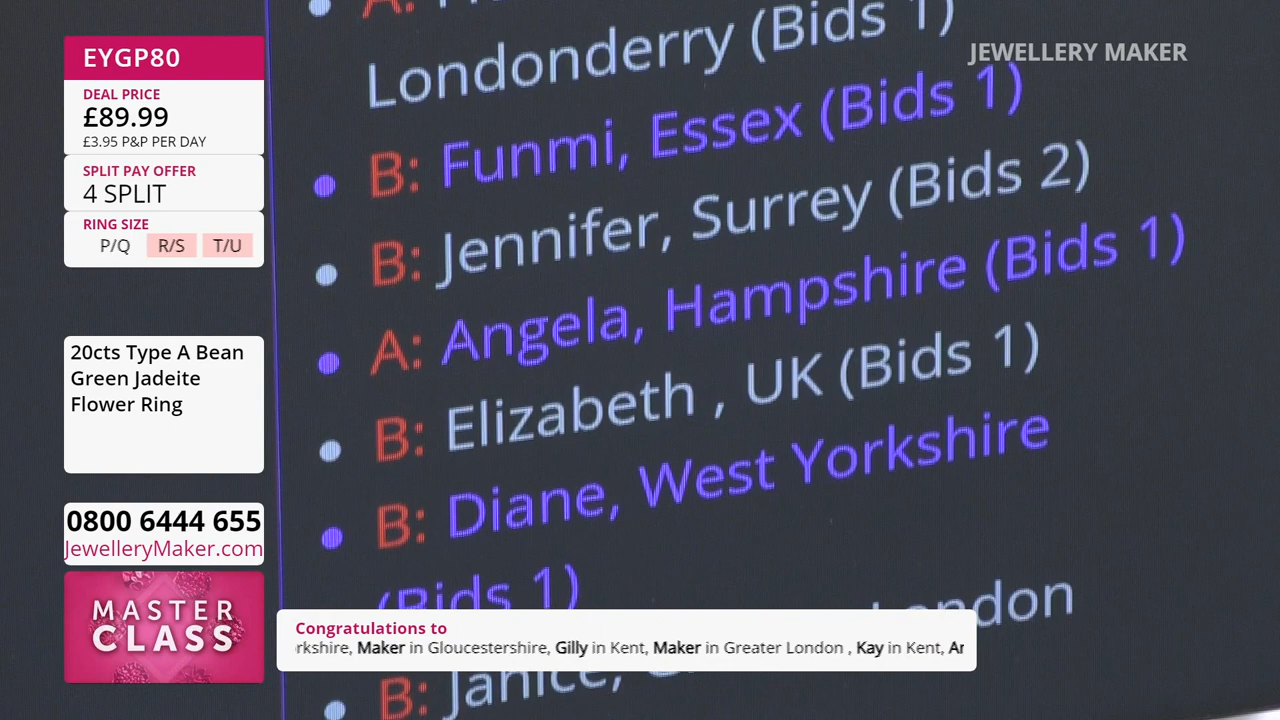 EYGP80
DEAL PRICE
£89.99
£3.95 P&P PER DAY
SPLIT PAY OFFER
4 SPLIT
RING SIZE
P/Q R/S T/U
20cts Type A Bean
Green Jadeite
Flower Ring
0800 6444 655
JewelleryMaker.com
MASTER
CLASS
JEWELLERY MAKER
A:
Londonderry (Bids 1)
B: Funmi, Essex (Bids 1)
B: Jennifer, Surrey (Bids 2)
A: Angela, Hampshire (Bids 1)
B: Elizabeth , UK (Bids 1)
B: Diane, West Yorkshire
(Bids 1)
B: Janice,
Congratulations to
rkshire, Maker in Gloucestershire, Gilly in Kent, Maker in Greater London , Kay in Kent,